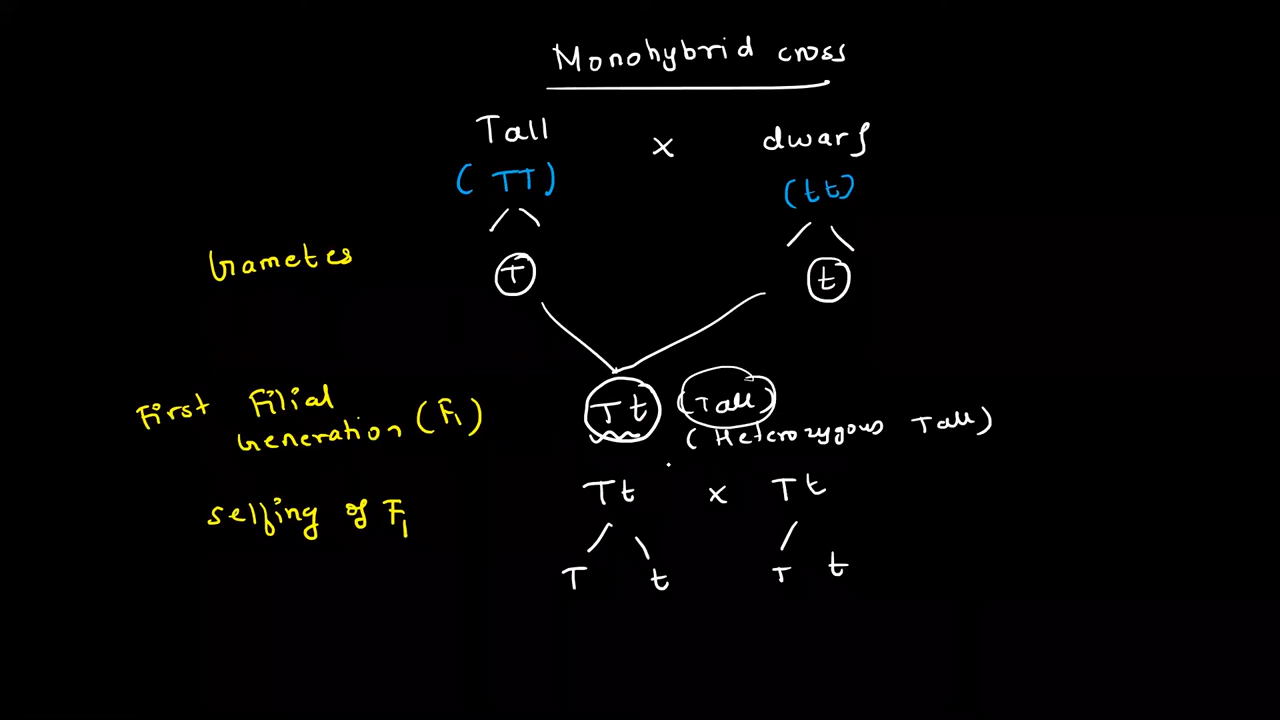 Monohybrid cross
Tall x dwarf
(TT) (tt)
Gametes T t
First Filial Generation (F1) Tt (Tall)
(Heterozygous Tall)
Selfing of F1 Tt x Tt
T t T t